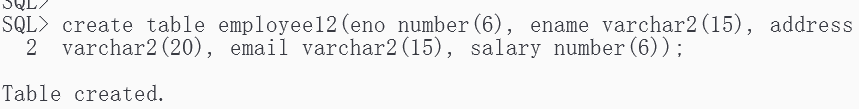 SQL>
SQL> create table employee12(eno number(6), ename varchar2(15), address
  2  varchar2(20), email varchar2(15), salary number(6));
Table created.